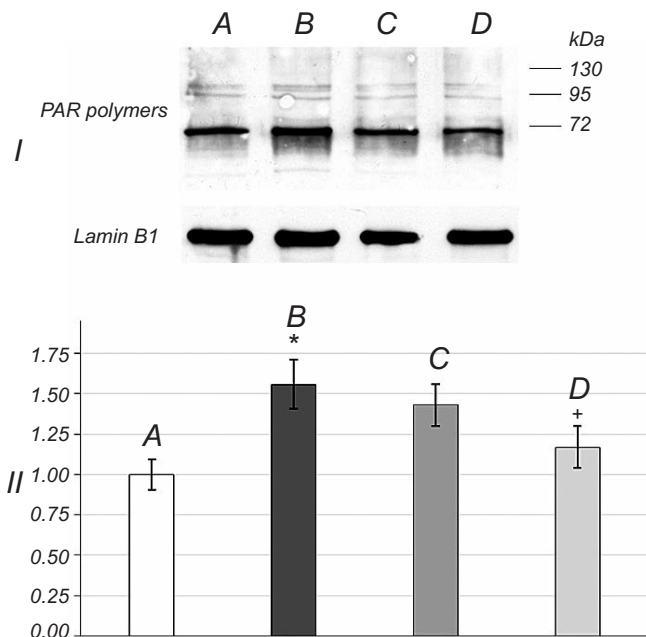 A B C D
kDa
130
95
72
PAR polymers
I
Lamin B1
B
*
C
D
+
A
II
1.75
1.50
1.25
1.00
0.75
0.50
0.25
0.00